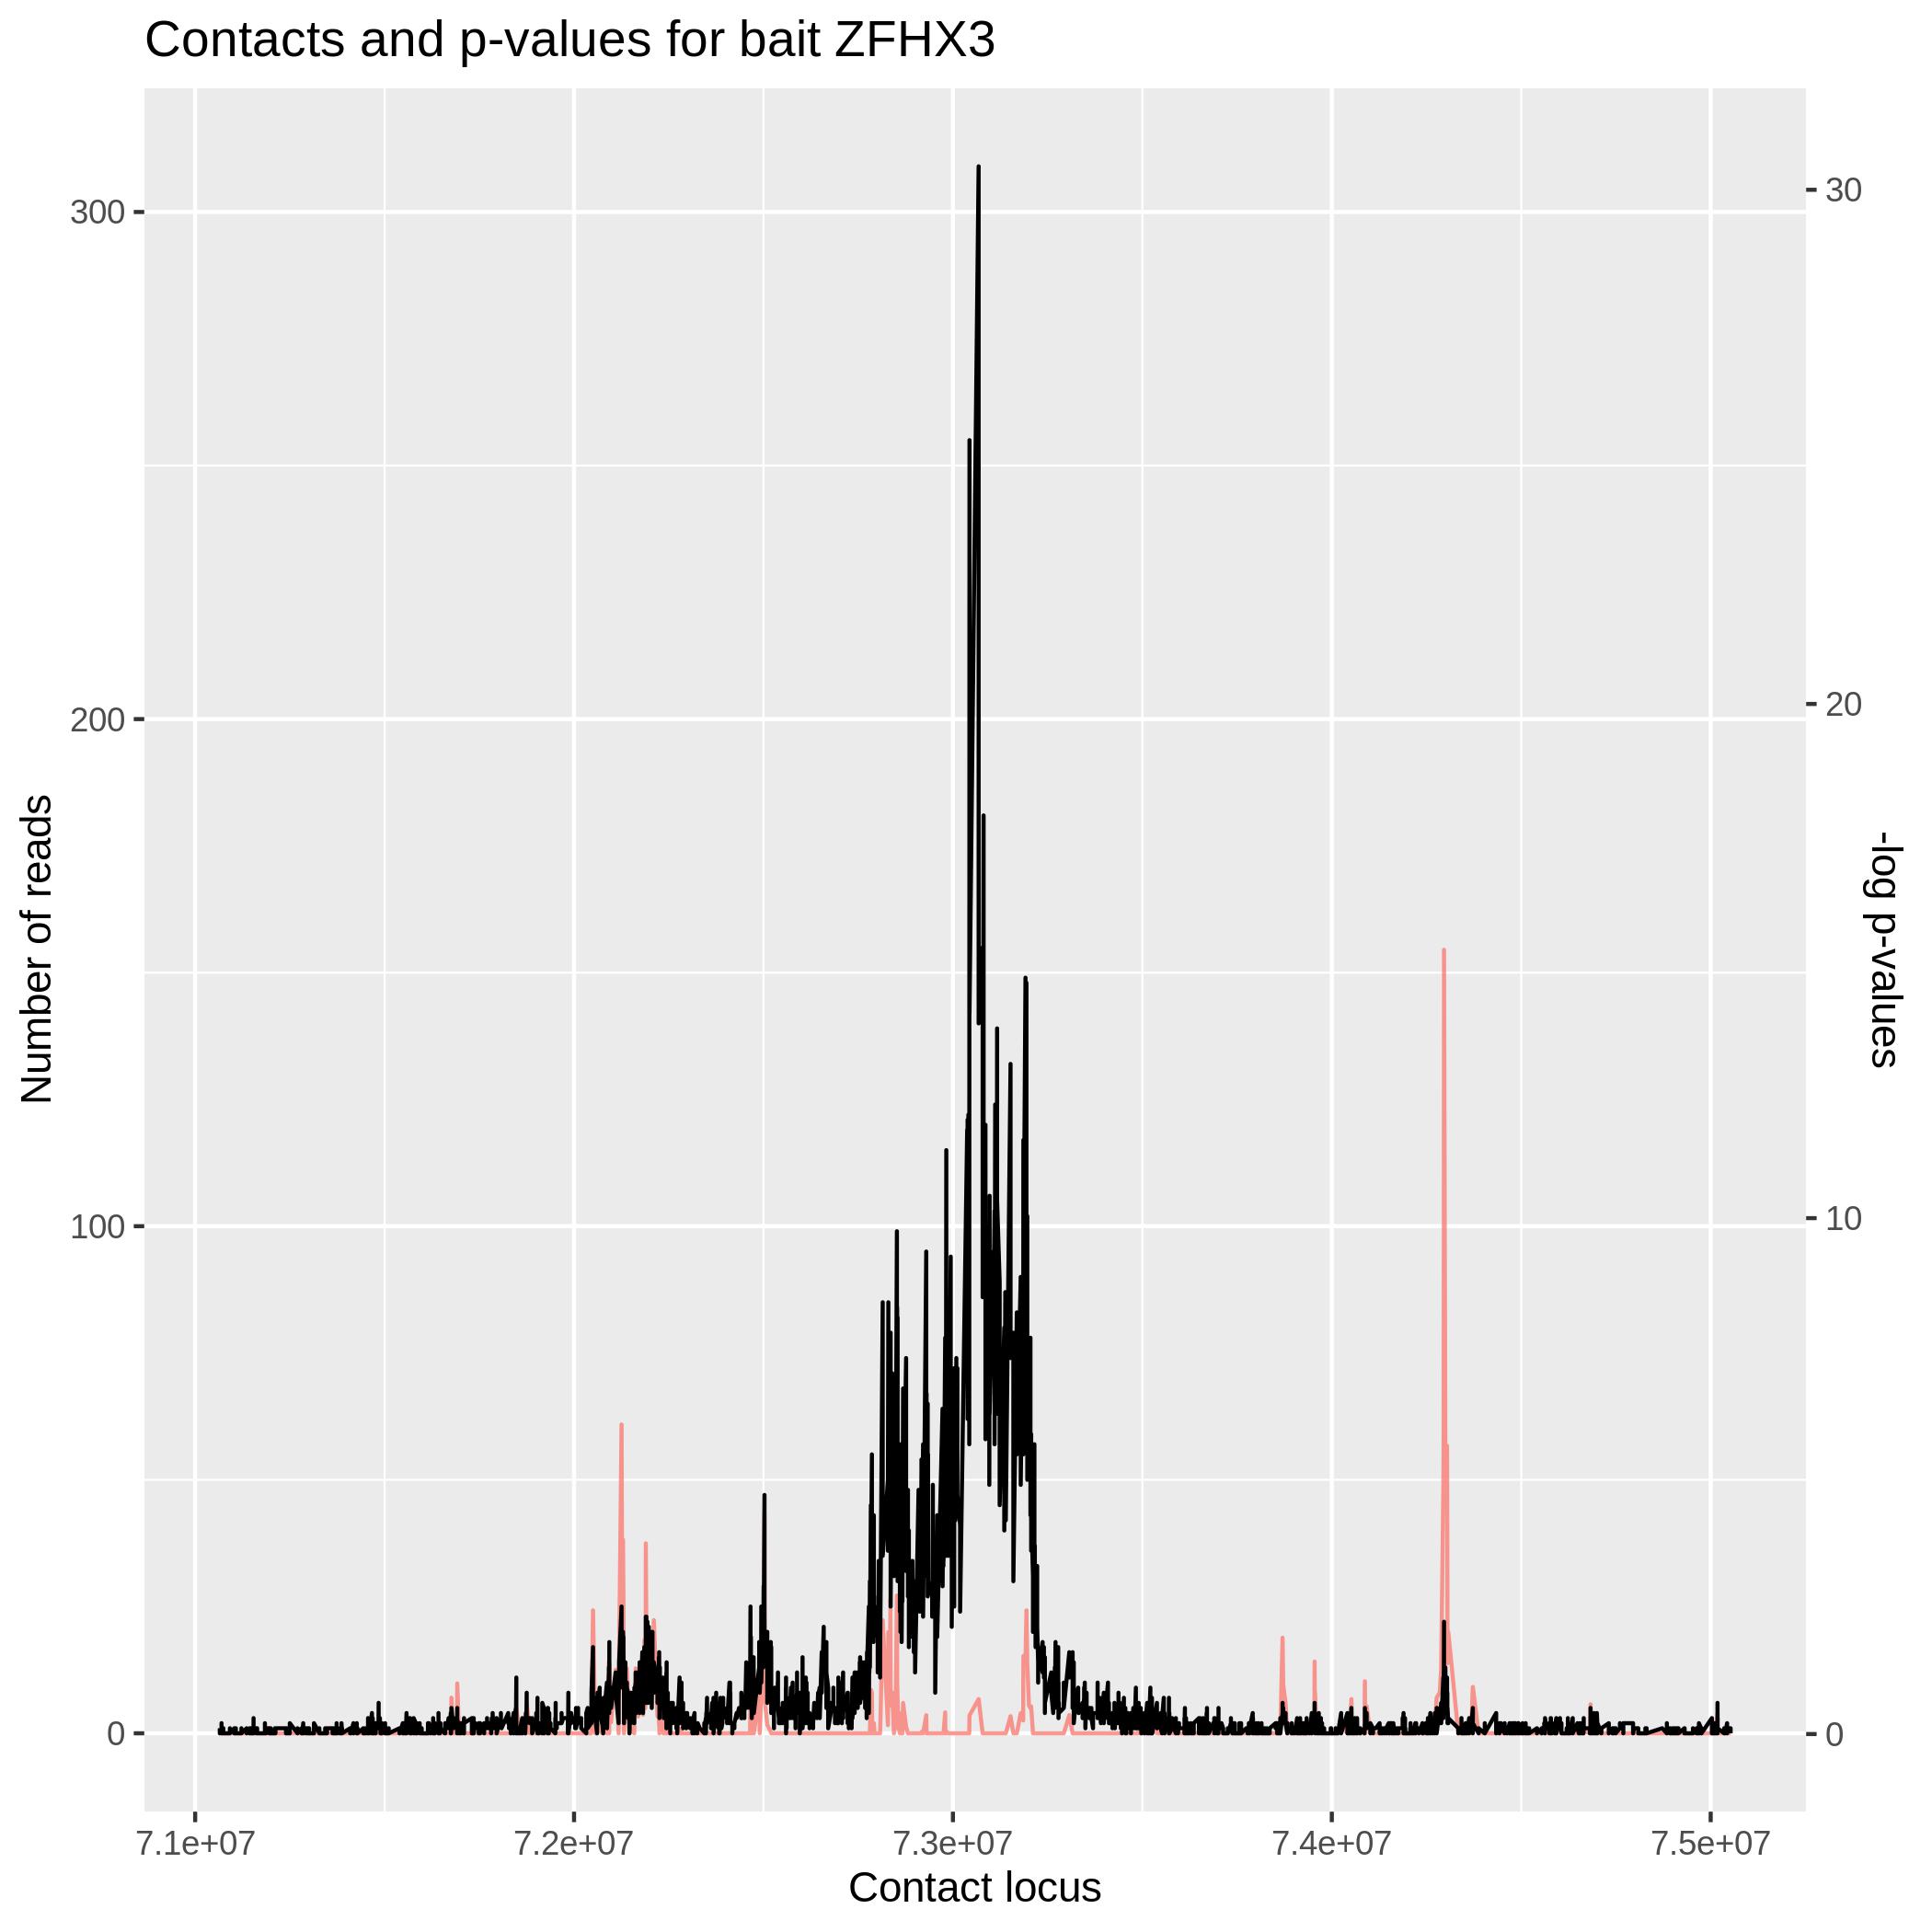 Contacts and p-values for bait ZFHX3
300
200
100
0
Number of reads
30
20
10
0
-log p-values
7.1e+07 7.2e+07 7.3e+07 7.4e+07 7.5e+07
Contact locus